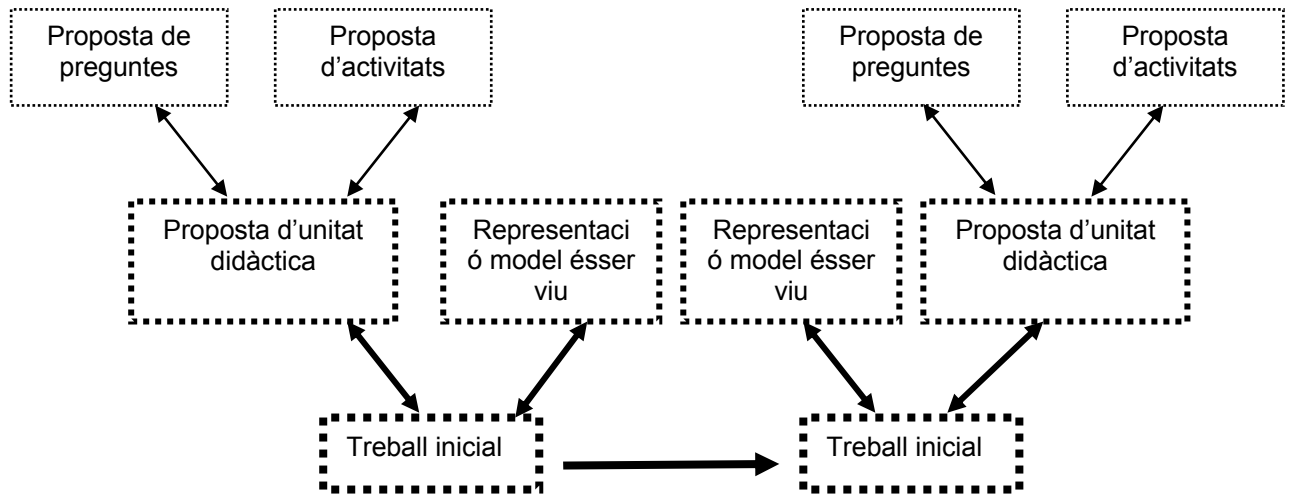 Proposta de
preguntes
Proposta
d’activitats
Proposta de
preguntes
Proposta
d’activitats
Proposta d’unitat
didàctica
Representaci
ó model ésser
viu
Representaci
ó model ésser
viu
Proposta d’unitat
didàctica
Treball inicial
Treball inicial